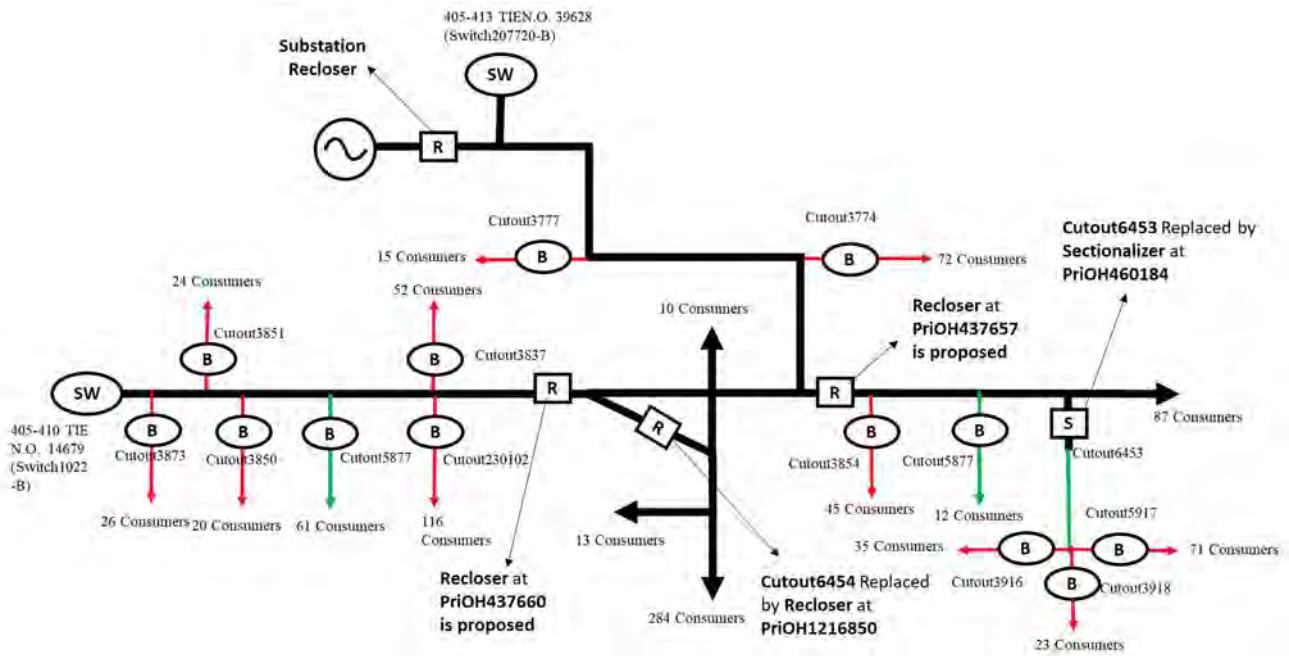 405-413 TIEN.O. 39628
(Switch207720-B)
Substation
Recloser
SW
R
Cutout3777
Cutout3774
Cutout6453 Replaced by
Sectionalizer at
PriOH460184
15 Consumers
B
B
72 Consumers
24 Consumers
52 Consumers
10 Consumers
Recloser at
PriOH437657
is proposed
Cutout3851
B
B
Cutout3837
SW
R
R
87 Consumers
405-410 TIE
N.O. 14679
(Switch1022
-B)
B
Cutout3873
B
Cutout3850
B
Cutout5877
B
Cutout230102
R
B
Cutout3854
B
Cutout5877
S
Cutout6453
26 Consumers
20 Consumers
61 Consumers
116
Consumers
13 Consumers
45 Consumers
12 Consumers
Cutout5917
35 Consumers
B
B
71 Consumers
Cutout3916
B
Cutout3918
Recloser at
PriOH437660
is proposed
284 Consumers
Cutout6454 Replaced
by Recloser at
PriOH1216850
23 Consumers